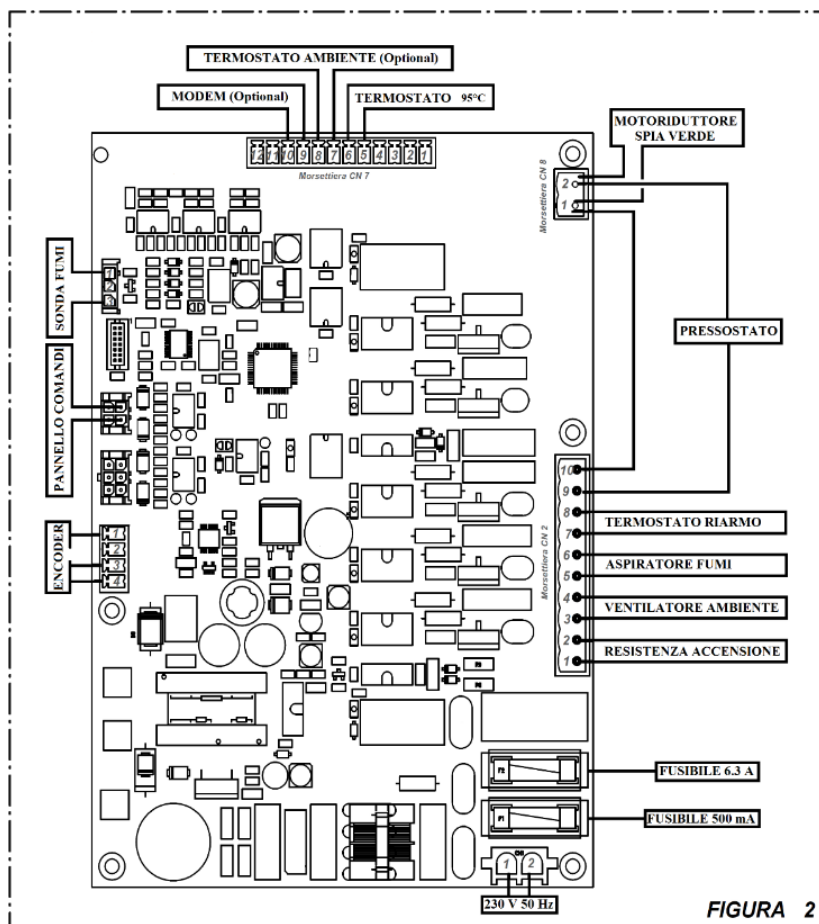 TERMOSTATO AMBIENTE (Optional)
MODEM (Optional)
TERMOSTATO 95°C
MOTORIDUTTORE
SPIA VERDE
12 11 10 9 8 7 6 5 4 3 2 1
Morsettiera CN 7
Morsettiera CN 8
2
1
SONDA FUMI
1
2
3
PRESSOSTATO
PANNELLO COMANDI
ENCODER
1
2
3
4
Morsettiera CN 2
10
9
8
7
TERMOSTATO RIARMO
6
5
ASPIRATORE FUMI
4
3
VENTILATORE AMBIENTE
2
1
RESISTENZA ACCENSIONE
F2
FUSIBILE 6.3 A
F1
FUSIBILE 500 mA
1 2
230 V 50 Hz
FIGURA 2